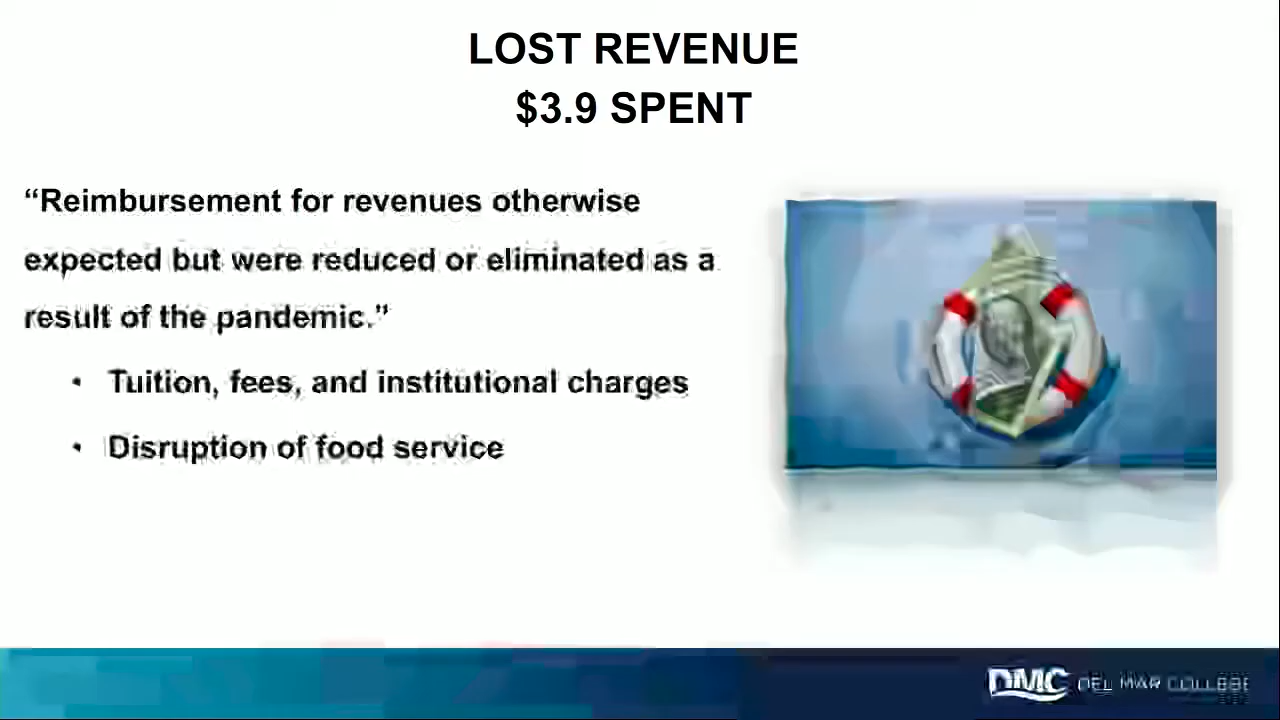 LOST REVENUE
$3.9 SPENT
“Reimbursement for revenues otherwise
expected but were reduced or eliminated as a
result of the pandemic.”
• Tuition, fees, and institutional charges
• Disruption of food service
DMC DEL MAR COLLEGE